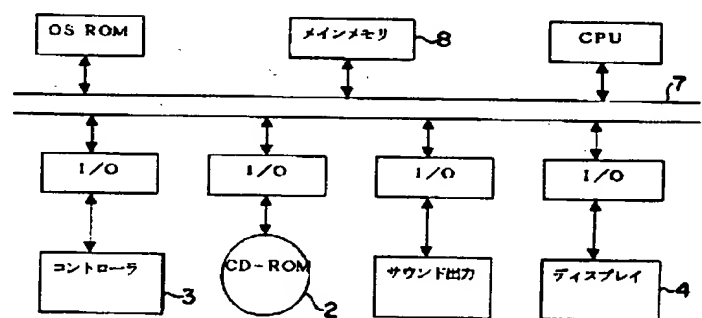 OS ROM
メインメモリ
8
CPU
7
I/O
I/O
I/O
I/O
コントローラ
3
CD-ROM
2
サウンド出力
ディスプレイ
4